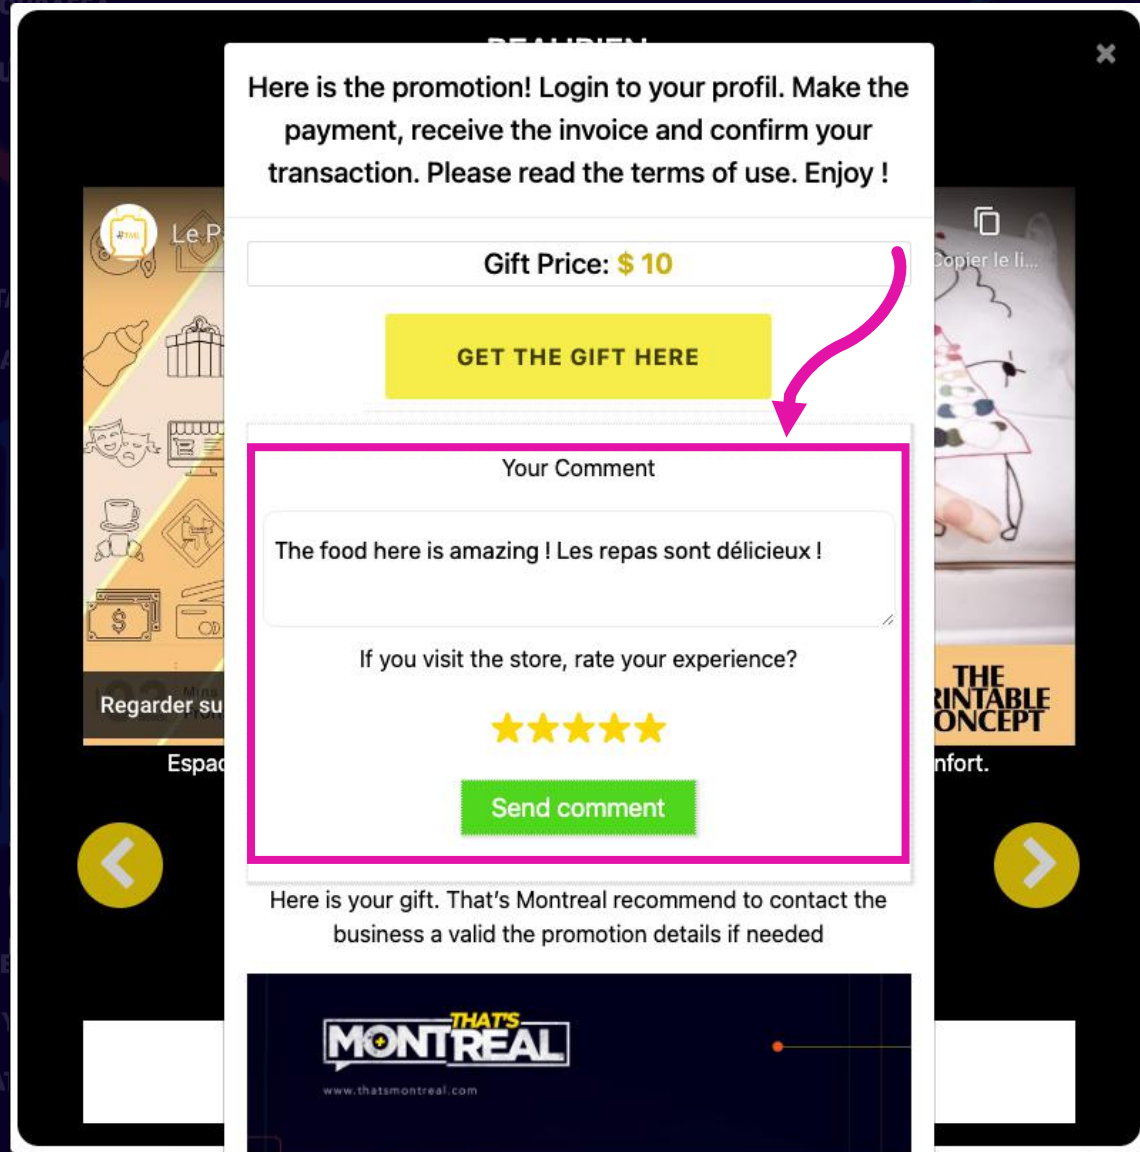 BEAUBIEN
Here is the promotion! Login to your profil. Make the
payment, receive the invoice and confirm your
transaction. Please read the terms of use. Enjoy !
Le P
Copier le li...
Gift Price: $ 10
GET THE GIFT HERE
Your Comment
The food here is amazing ! Les repas sont délicieux !
If you visit the store, rate your experience?
Regarder su
Mins
THE
RINTABLE
ONCEPT
Espac
nfort.
Send comment
Here is your gift. That's Montreal recommend to contact the
business a valid the promotion details if needed
THAT'S
MONTREAL
www.thatsmontreal.com